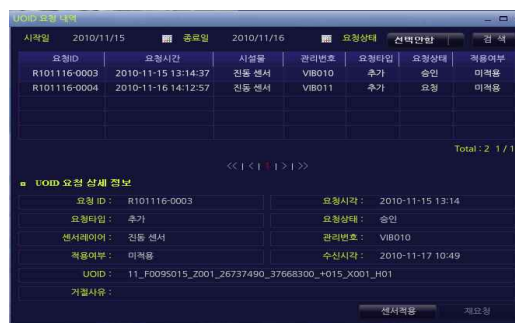 UOID 요청 내역
시작일 2010/11/15 종료일 2010/11/16 요청상태 선택안함 검 색
요청ID 요청시간 시설물 관리번호 요청타입 요청상태 적용여부
R101116-0003 2010-11-15 13:14:37 진동 센서 VIB010 추가 승인 미적용
R101116-0004 2010-11-16 14:12:57 진동 센서 VIB011 추가 요청 미적용
Total : 2 1 / 1
<< | < | 1 | > | >>
UOID 요청 상세 정보
요청 ID : R101116-0003 요청시각 : 2010-11-15 13:14
요청타입 : 추가 요청상태 : 승인
센서레이어 : 진동 센서 관리번호 : VIB010
적용여부 : 미적용 수신시각 : 2010-11-17 10:49
UOID : 11_F009S015_Z001_26737490_37668300_+015_X001_H01
거절사유 :
센서적용 재요청